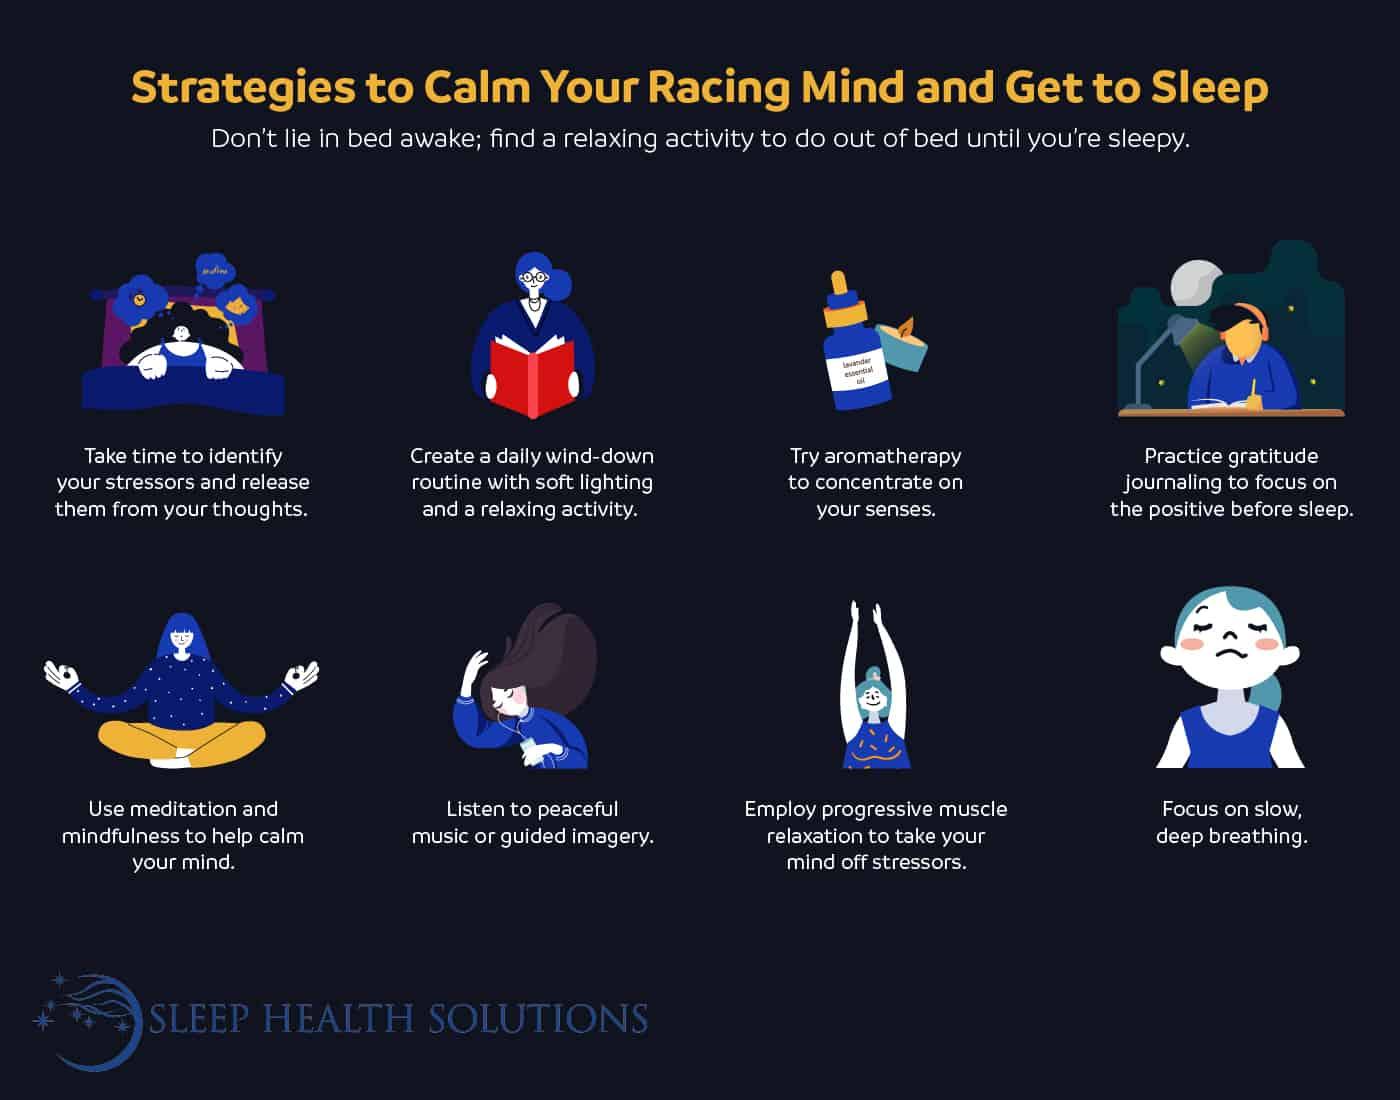 Strategies to Calm Your Racing Mind and Get to Sleep
Don't lie in bed awake; find a relaxing activity to do out of bed until you're sleepy.
lavander
essential
oil
Take time to identify
your stressors and release
them from your thoughts.
Create a daily wind-down
routine with soft lighting
and a relaxing activity.
Try aromatherapy
to concentrate on
your senses.
Practice gratitude
journaling to focus on
the positive before sleep.
Use meditation and
mindfulness to help calm
your mind.
Listen to peaceful
music or guided imagery.
Employ progressive muscle
relaxation to take your
mind off stressors.
Focus on slow,
deep breathing.
SLEEP HEALTH SOLUTIONS